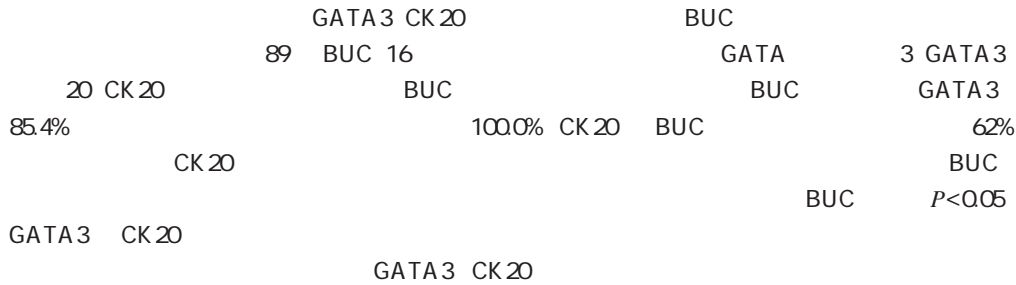 GATA3 CK20 BUC
89 BUC 16 GATA 3 GATA3
20 CK20 BUC BUC GATA3
85.4% 100.0% CK20 BUC 62%
CK20 BUC
BUC P<0.05
GATA3 CK20
GATA3 CK20